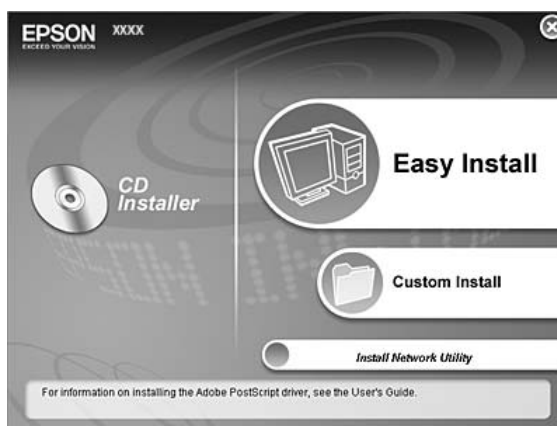 EPSON
EXCEED YOUR VISION
XXXX
CD
Installer
Easy Install
Custom Install
Install Network Utility
For information on installing the Adobe PostScript driver, see the User's Guide.